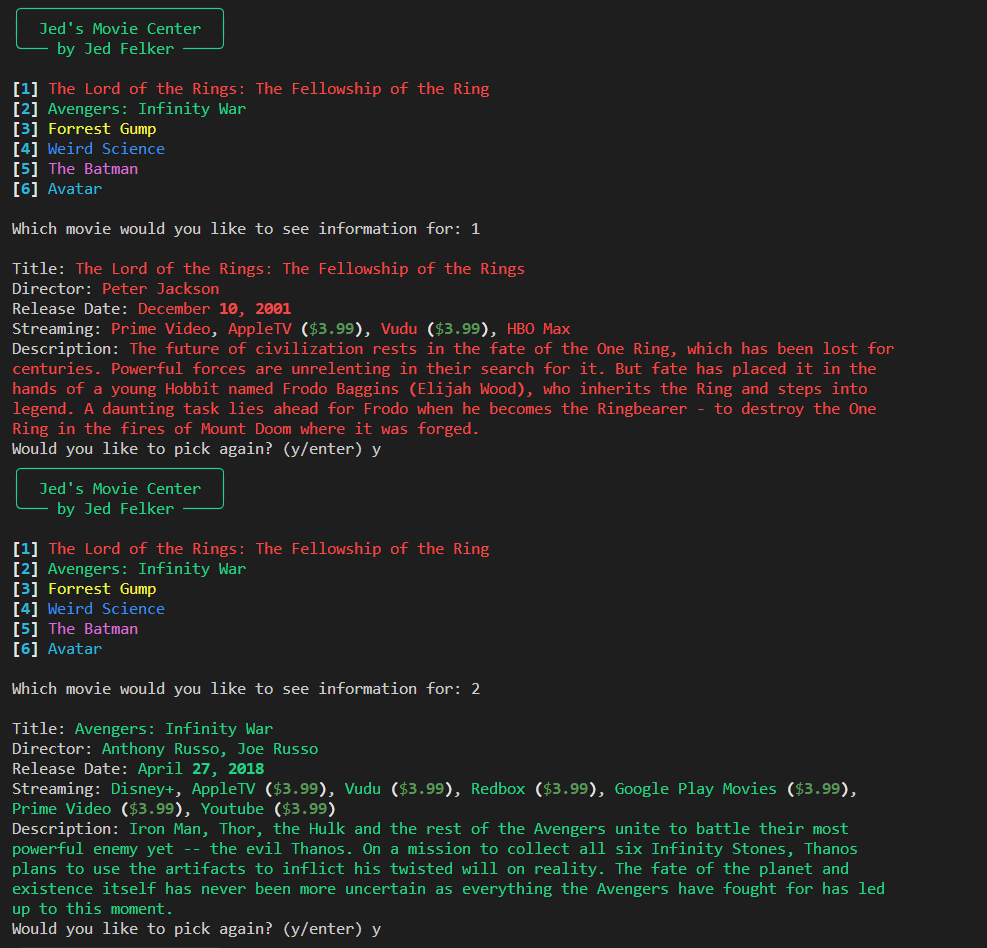 Jed's Movie Center
by Jed Felker
[1] The Lord of the Rings: The Fellowship of the Ring
[2] Avengers: Infinity War
[3] Forrest Gump
[4] Weird Science
[5] The Batman
[6] Avatar
Which movie would you like to see information for: 1
Title: The Lord of the Rings: The Fellowship of the Rings
Director: Peter Jackson
Release Date: December 10, 2001
Streaming: Prime Video, AppleTV ($3.99), Vudu ($3.99), HBO Max
Description: The future of civilization rests in the fate of the One Ring, which has been lost for
centuries. Powerful forces are unrelenting in their search for it. But fate has placed it in the
hands of a young Hobbit named Frodo Baggins (Elijah Wood), who inherits the Ring and steps into
legend. A daunting task lies ahead for Frodo when he becomes the Ringbearer - to destroy the One
Ring in the fires of Mount Doom where it was forged.
Would you like to pick again? (y/enter) y
Jed's Movie Center
by Jed Felker
[1] The Lord of the Rings: The Fellowship of the Ring
[2] Avengers: Infinity War
[3] Forrest Gump
[4] Weird Science
[5] The Batman
[6] Avatar
Which movie would you like to see information for: 2
Title: Avengers: Infinity War
Director: Anthony Russo, Joe Russo
Release Date: April 27, 2018
Streaming: Disney+, AppleTV ($3.99), Vudu ($3.99), Redbox ($3.99), Google Play Movies ($3.99),
Prime Video ($3.99), Youtube ($3.99)
Description: Iron Man, Thor, the Hulk and the rest of the Avengers unite to battle their most
powerful enemy yet -- the evil Thanos. On a mission to collect all six Infinity Stones, Thanos
plans to use the artifacts to inflict his twisted will on reality. The fate of the planet and
existence itself has never been more uncertain as everything the Avengers have fought for has led
up to this moment.
Would you like to pick again? (y/enter) y